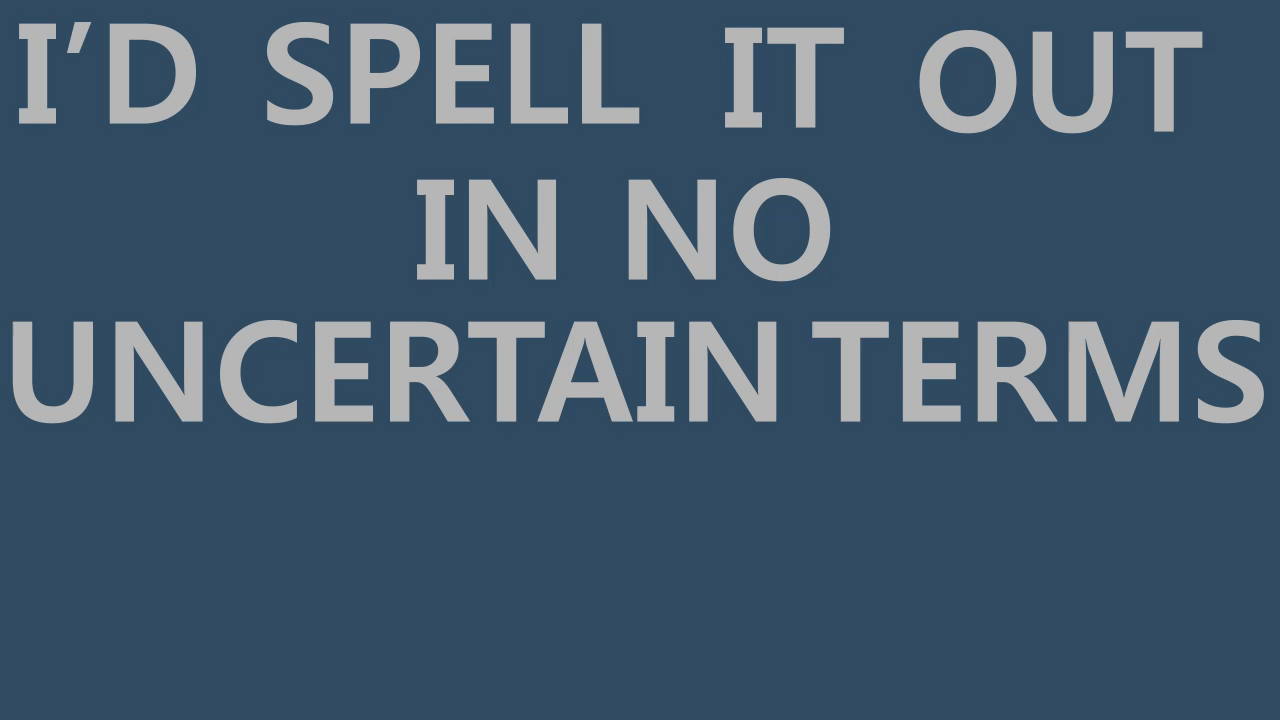 I’D SPELL IT OUT
IN NO
UNCERTAIN TERMS